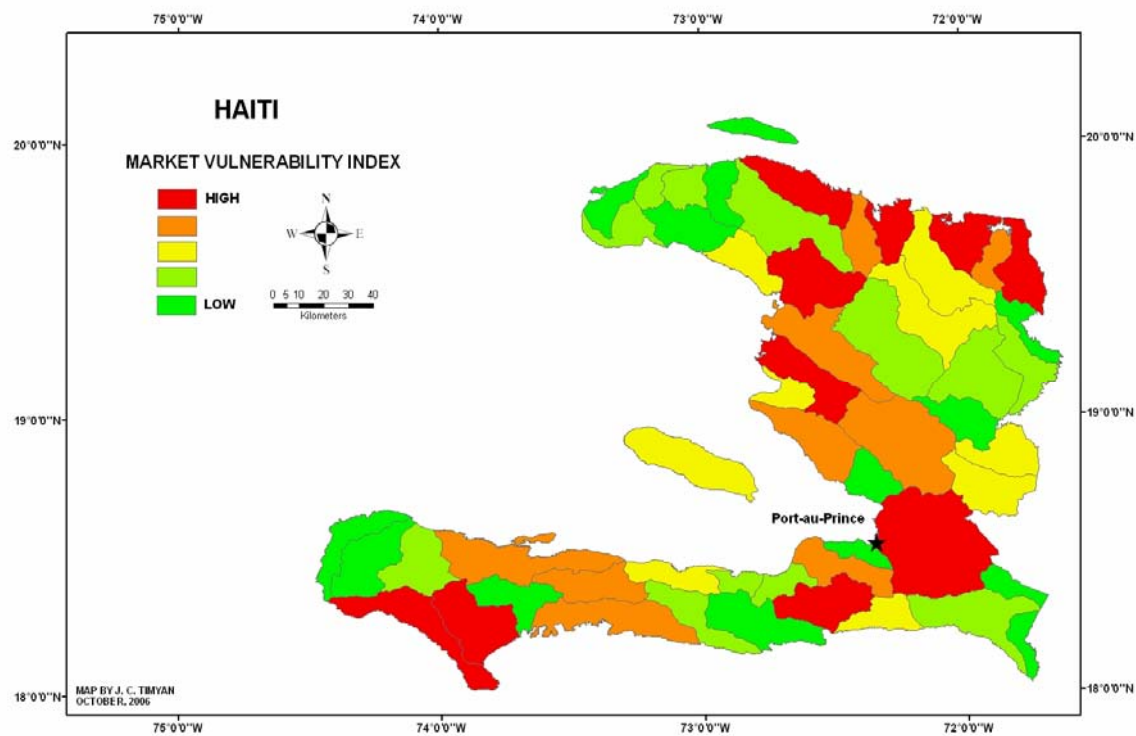 75°0'0"W 74°0'0"W 73°0'0"W 72°0'0"W
HAITI
20°0'0"N 20°0'0"N
MARKET VULNERABILITY INDEX
HIGH
N
W E
S
LOW
0 5 10 20 30 40
Kilometers
19°0'0"N 19°0'0"N
Port-au-Prince
MAP BY J. C. TIMYAN
OCTOBER, 2006
18°0'0"N 18°0'0"N
75°0'0"W 74°0'0"W 73°0'0"W 72°0'0"W